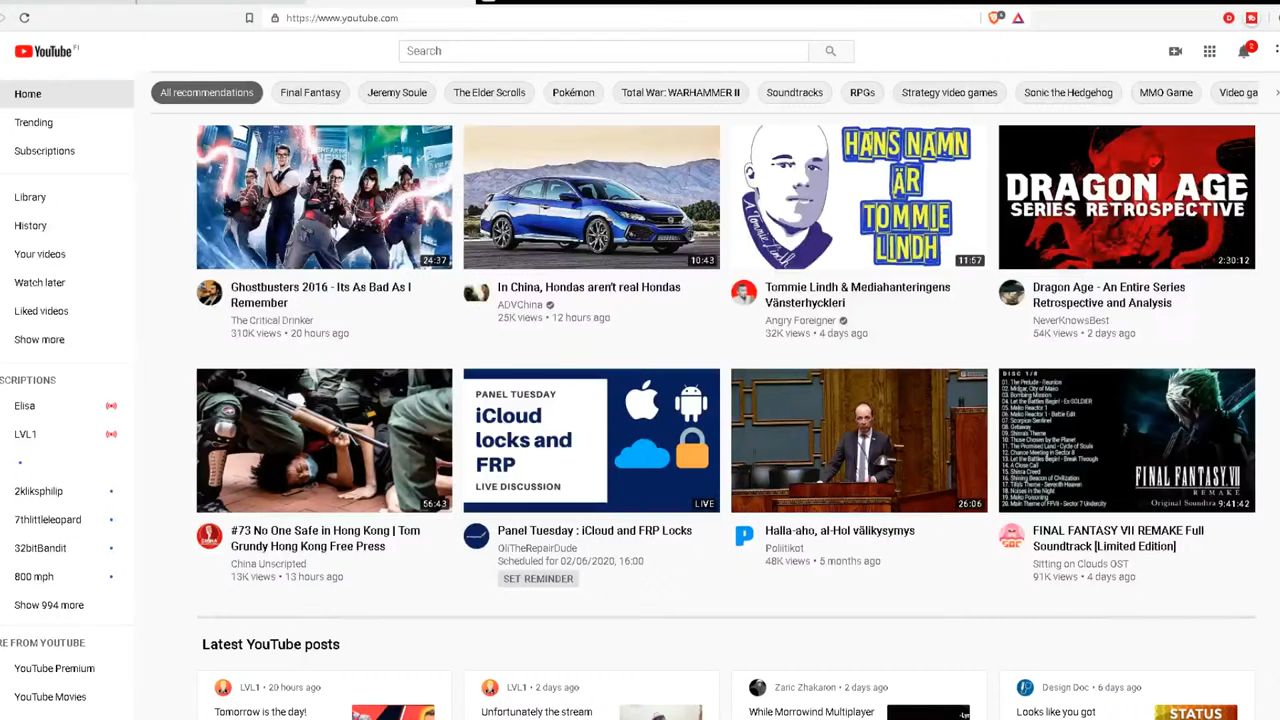 https://www.youtube.com
YouTube FI
Search
2
Home
Trending
Subscriptions
Library
History
Your videos
Watch later
Liked videos
Show more
SCRIPTIONS
Elisa
LVL1
2kliksphilip
7thlittleleopard
32bitBandit
800 mph
Show 994 more
RE FROM YOUTUBE
YouTube Premium
YouTube Movies
All recommendations
Final Fantasy
Jeremy Soule
The Elder Scrolls
Pokémon
Total War: WARHAMMER II
Soundtracks
RPGs
Strategy video games
Sonic the Hedgehog
MMO Game
Video ga
24:37
Ghostbusters 2016 - Its As Bad As I
Remember
The Critical Drinker
310K views • 20 hours ago
10:43
In China, Hondas aren't real Hondas
ADVChina
25K views • 12 hours ago
HANS NAMN
ÄR
TOMMIE
LINDH
11:57
Tommie Lindh & Mediahanteringens
Vänsterhyckleri
Angry Foreigner
32K views • 4 days ago
DRAGON AGE
SERIES RETROSPECTIVE
2:30:12
Dragon Age - An Entire Series
Retrospective and Analysis
NeverKnowsBest
54K views • 2 days ago
56:43
#73 No One Safe in Hong Kong | Tom
Grundy Hong Kong Free Press
China Unscripted
13K views • 13 hours ago
PANEL TUESDAY
iCloud
locks and
FRP
LIVE DISCUSSION
LIVE
Panel Tuesday : iCloud and FRP Locks
OliTheRepairDude
Scheduled for 02/06/2020, 16:00
SET REMINDER
26:06
Halla-aho, al-Hol välikysymys
Poliitikot
48K views • 5 months ago
DISC 1/8
FINAL FANTASY VII
REMAKE
Original Soundtra
9:41:42
FINAL FANTASY VII REMAKE Full
Soundtrack [Limited Edition]
Sitting on Clouds OST
91K views • 4 days ago
Latest YouTube posts
LVL1 • 20 hours ago
Tomorrow is the day!
LVL1 • 2 days ago
Unfortunately the stream
Zaric Zhakaron • 2 days ago
While Morrowind Multiplayer
Design Doc • 6 days ago
Looks like you got
STATUS